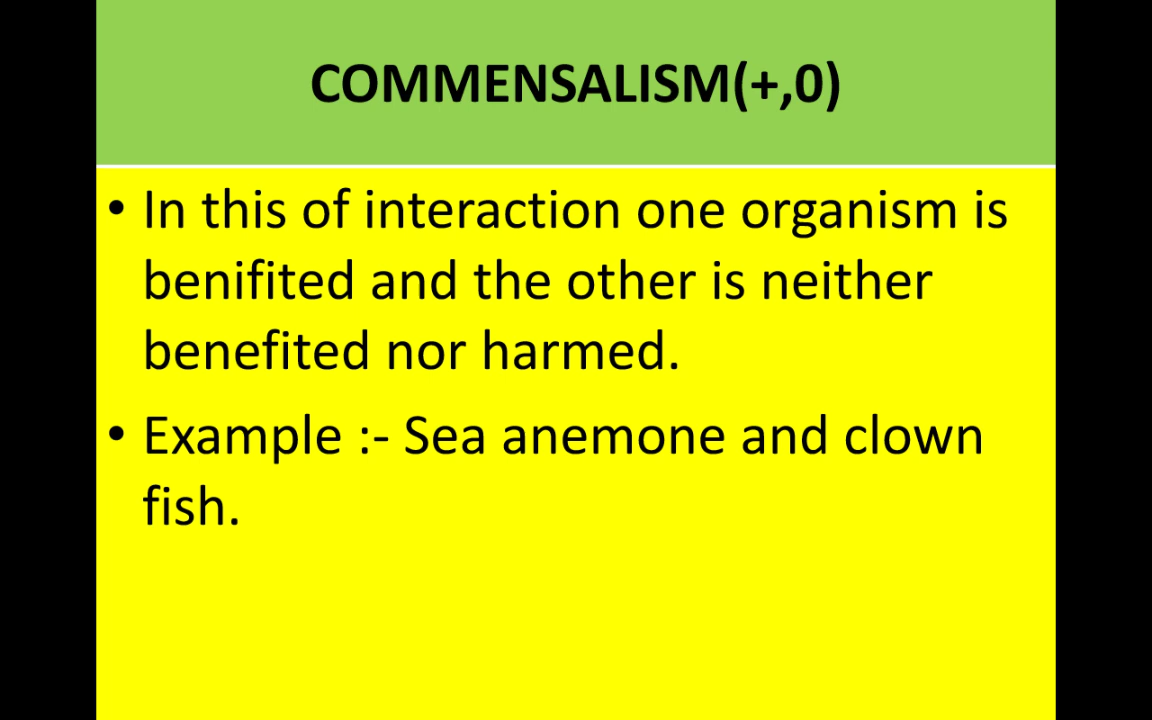 COMMENSALISM(+,0)
• In this of interaction one organism is
benifited and the other is neither
benefited nor harmed.
• Example :- Sea anemone and clown
fish.